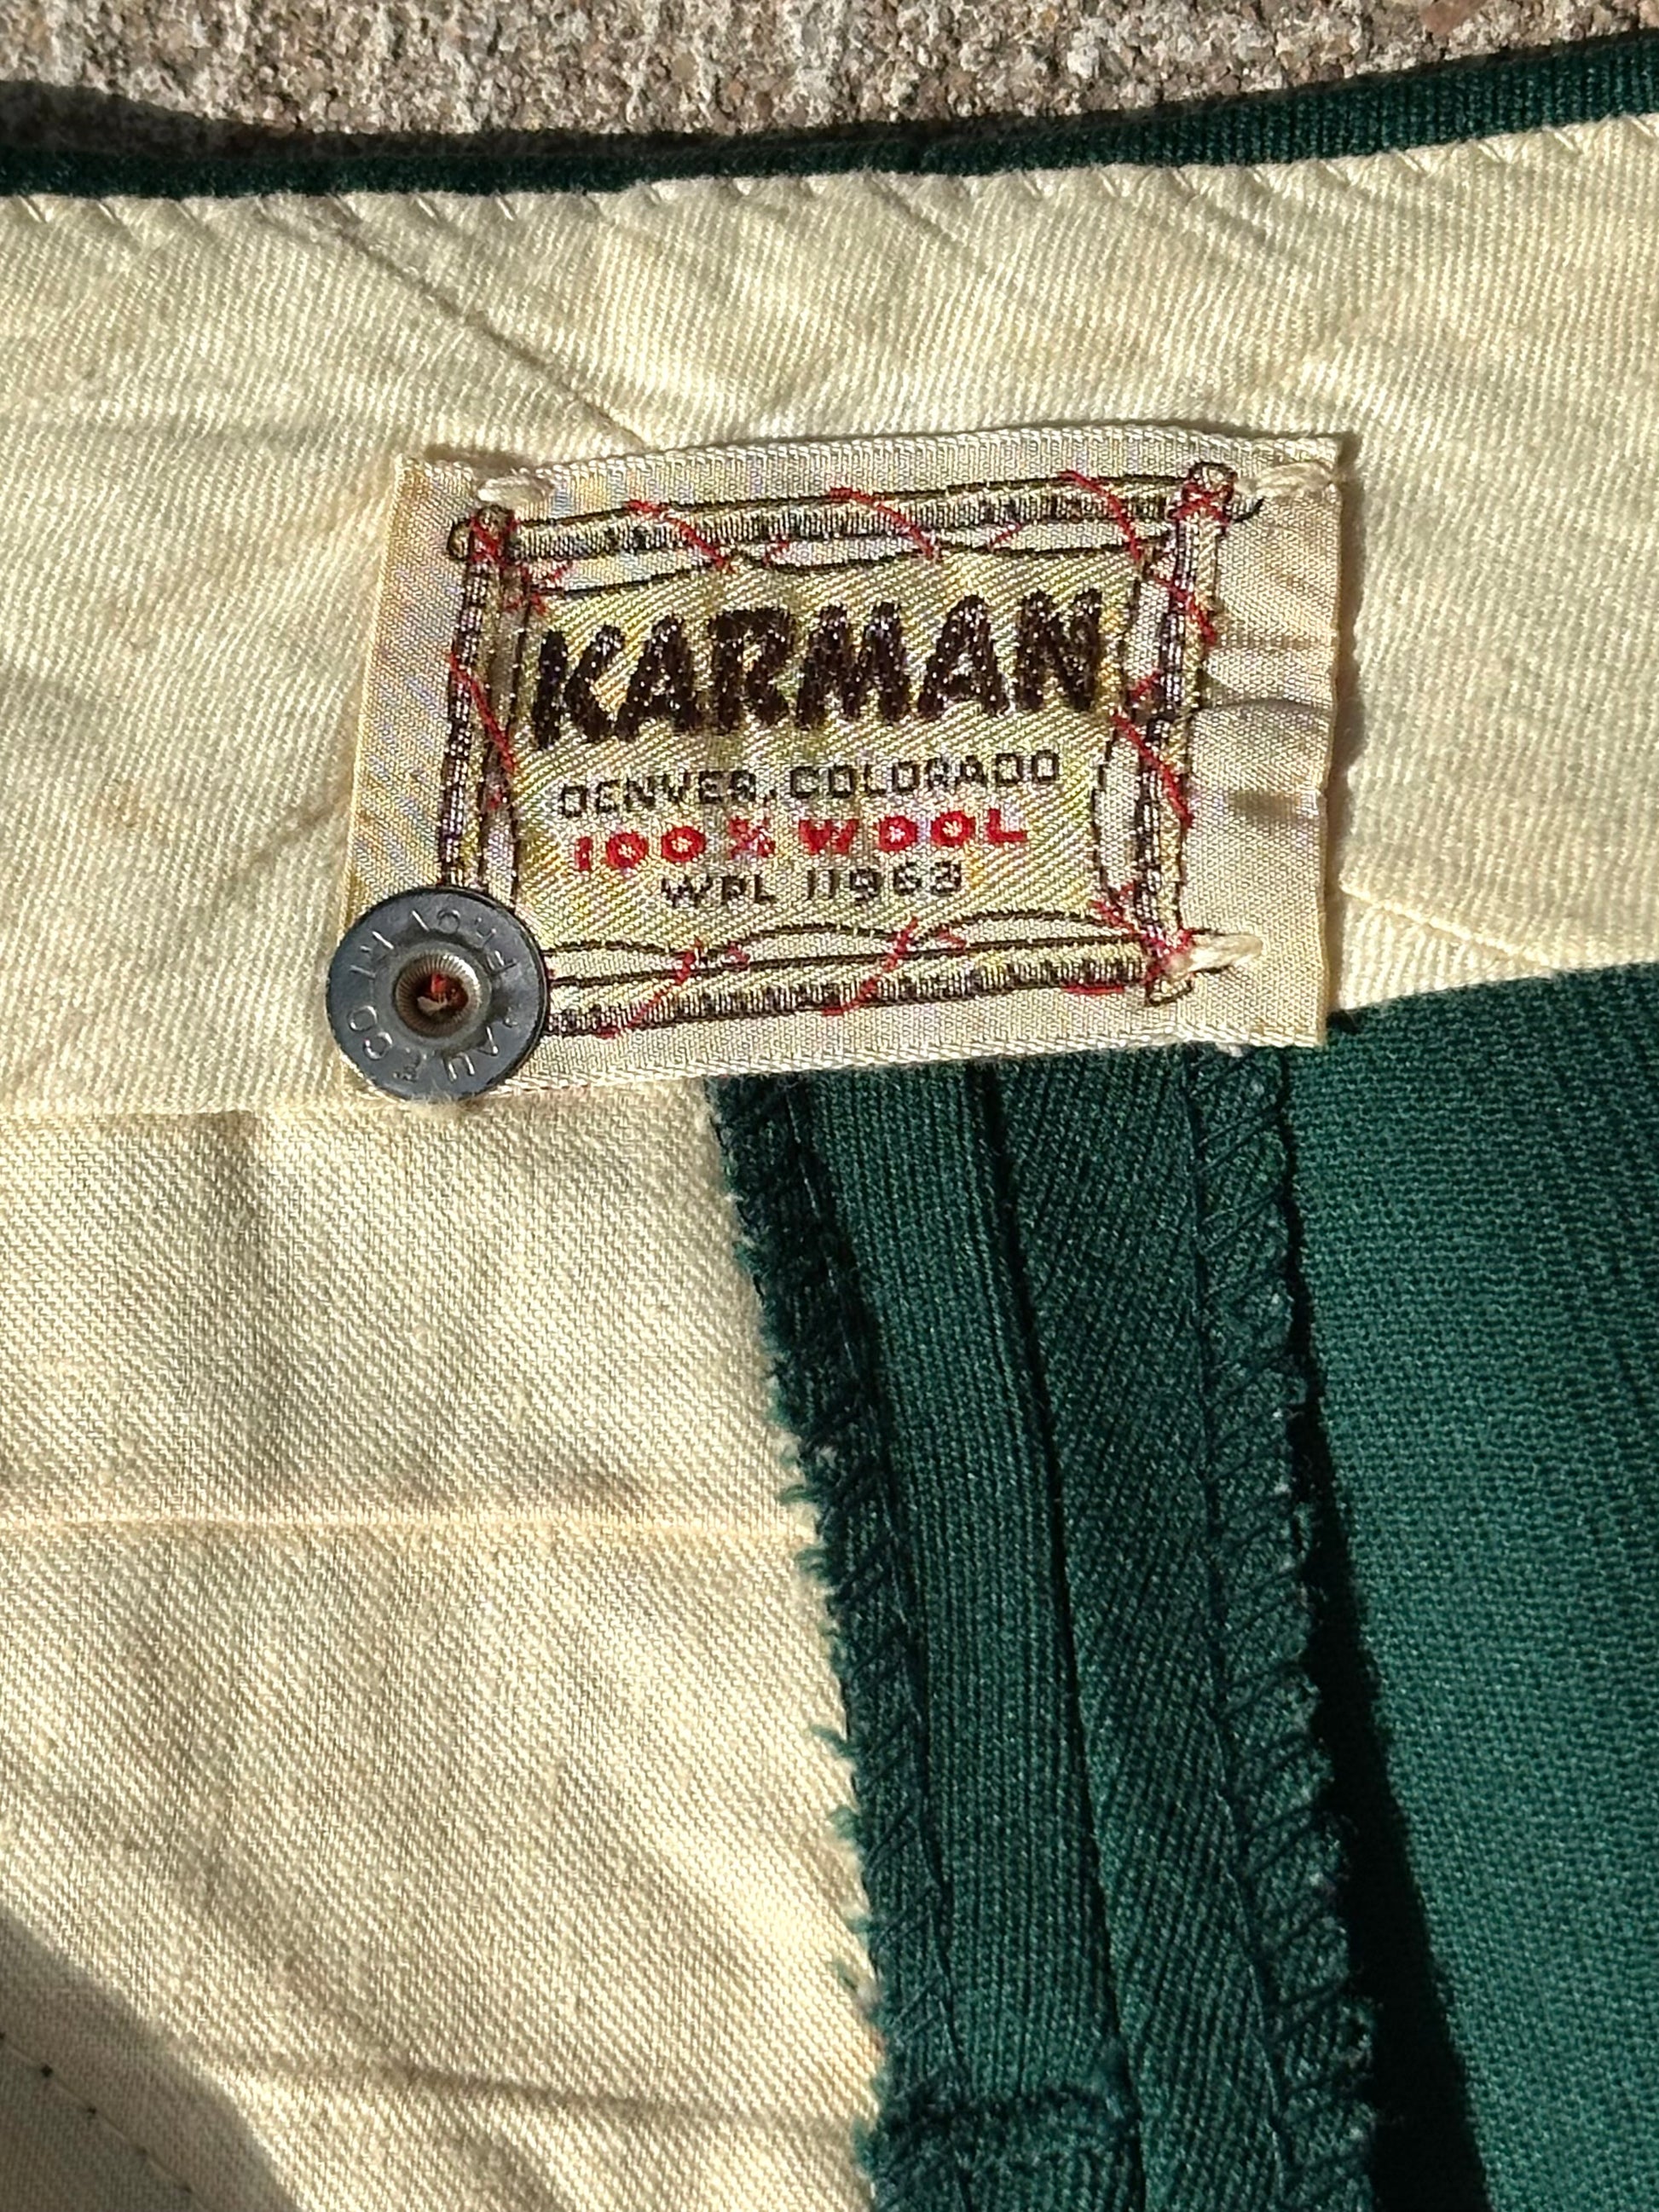 KARMAN
DENVER, COLORADO
100% WOOL
WPL 11963